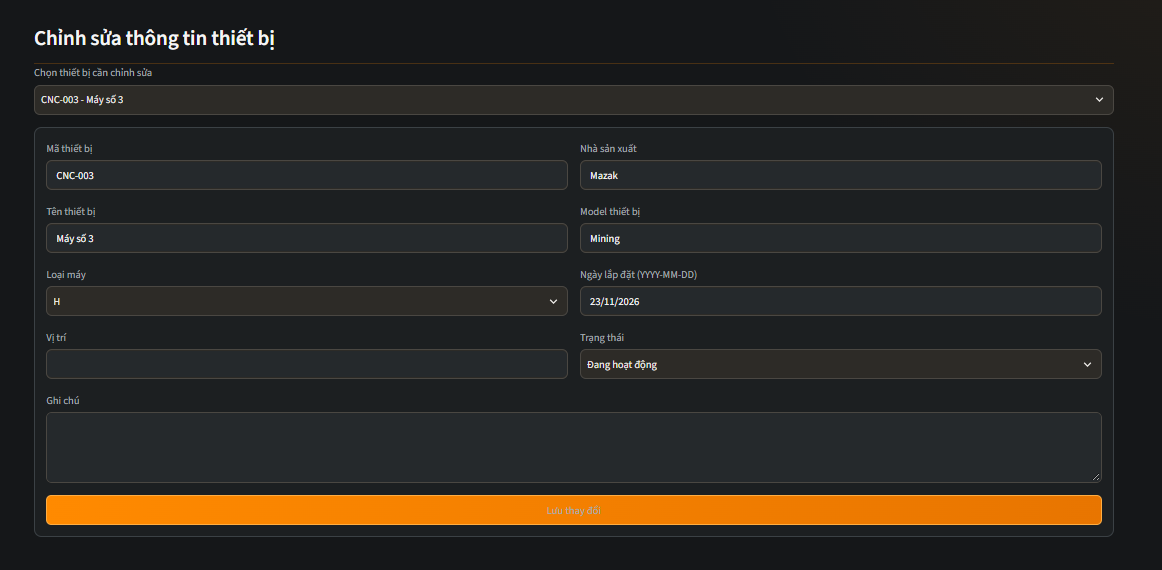 Chỉnh sửa thông tin thiết bị
Chọn thiết bị cần chỉnh sửa
CNC-003 - Máy số 3
Mã thiết bị
CNC-003
Nhà sản xuất
Mazak
Tên thiết bị
Máy số 3
Model thiết bị
Mining
Loại máy
H
Ngày lắp đặt (YYYY-MM-DD)
23/11/2026
Vị trí
Trạng thái
Đang hoạt động
Ghi chú
Lưu thay đổi